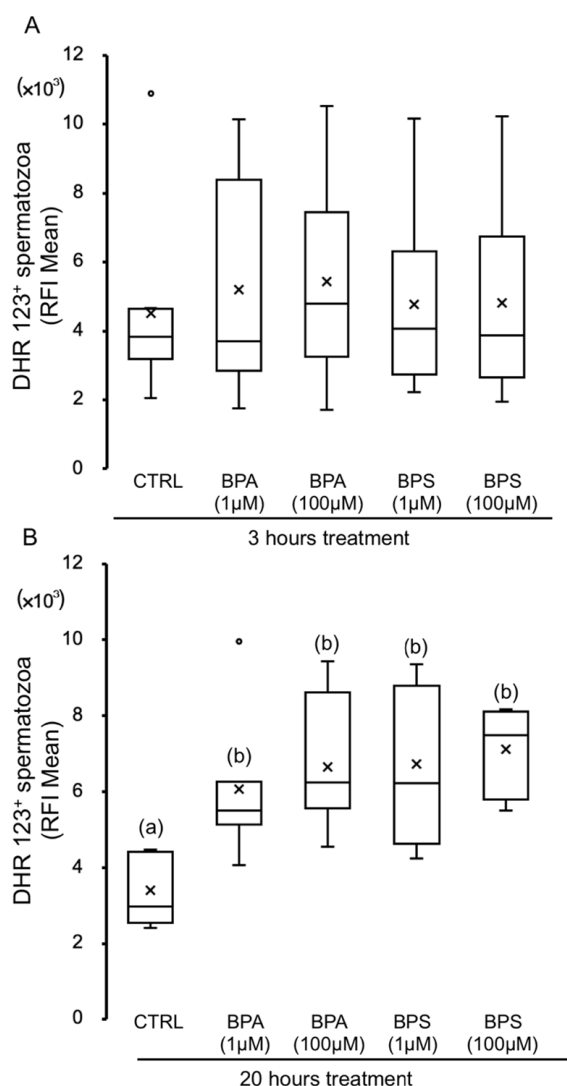 A
12
(×10³)
10
8
6
4
2
0
DHR 123⁺ spermatozoa
(RFI Mean)
CTRL BPA BPA BPS BPS
(1µM) (100µM) (1µM) (100µM)
3 hours treatment
B
12
(×10³)
10
8
6
4
2
0
DHR 123⁺ spermatozoa
(RFI Mean)
(a) (b) (b) (b) (b)
CTRL BPA BPA BPS BPS
(1µM) (100µM) (1µM) (100µM)
20 hours treatment